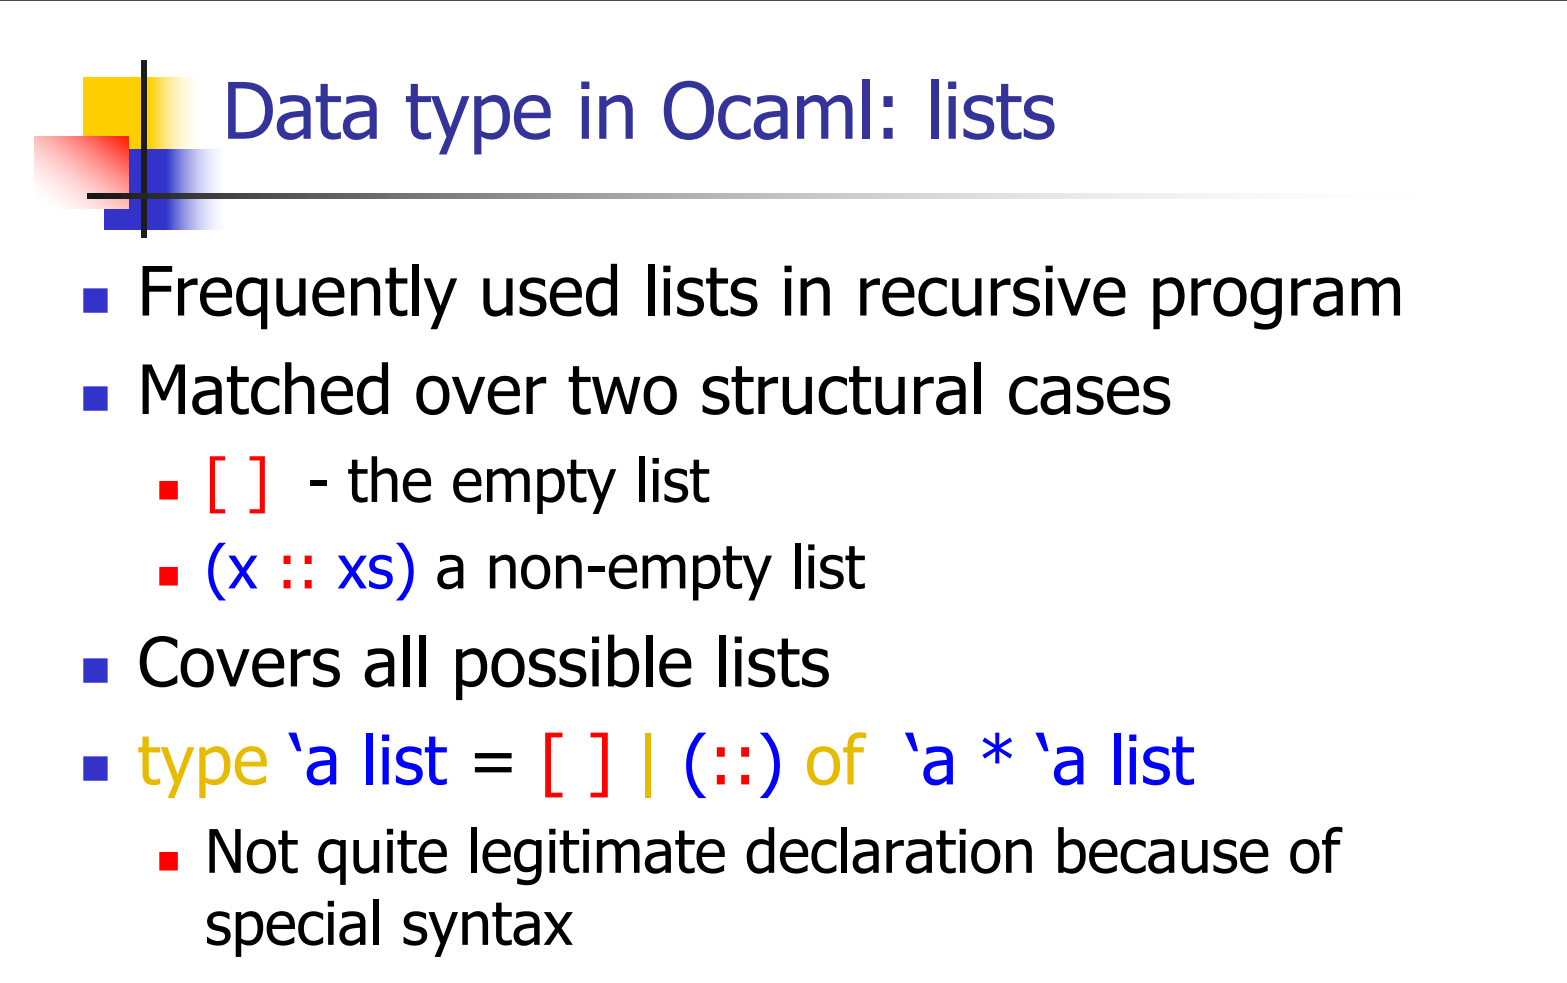 Data type in Ocaml: lists
Frequently used lists in recursive program
Matched over two structural cases
[ ] - the empty list
(x :: xs) a non-empty list
Covers all possible lists
type `a list = [ ] | (::) of `a * `a list
Not quite legitimate declaration because of
special syntax